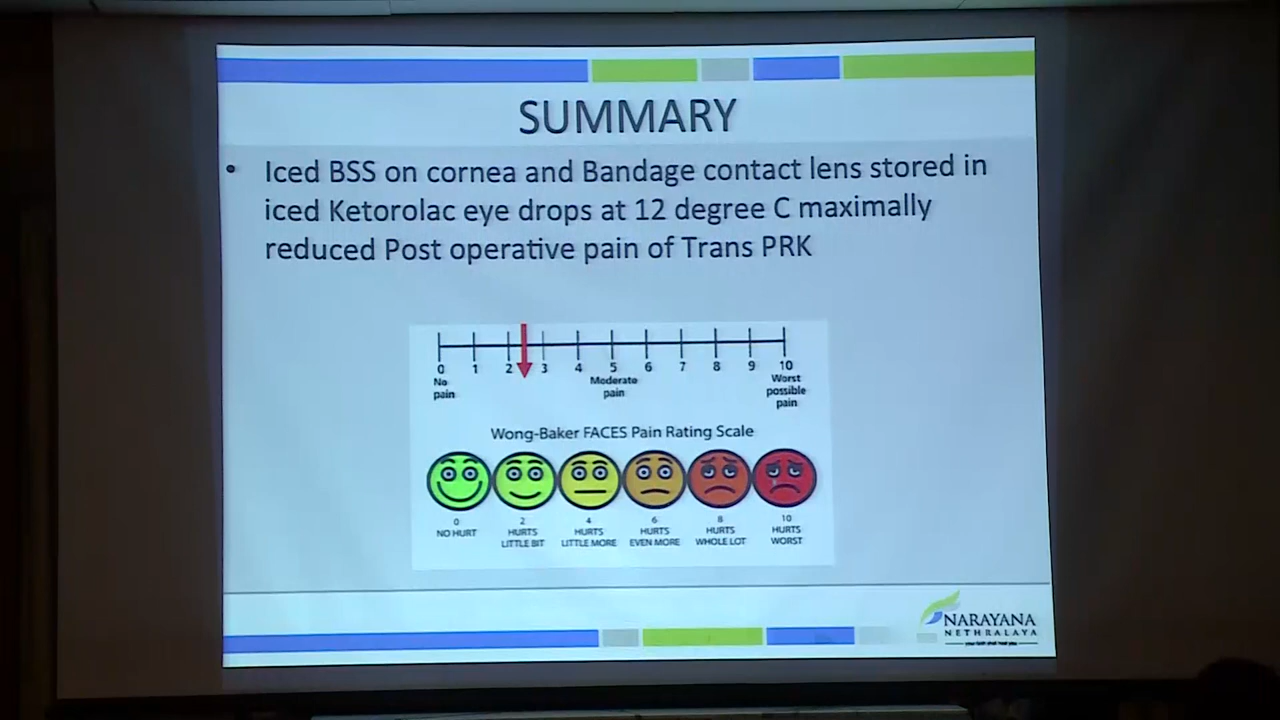 SUMMARY
• Iced BSS on cornea and Bandage contact lens stored in
iced Ketorolac eye drops at 12 degree C maximally
reduced Post operative pain of Trans PRK
0 1 2 3 4 5 6 7 8 9 10
No pain
Moderate pain
Worst possible pain
Wong-Baker FACES Pain Rating Scale
0 2 4 6 8 10
NO HURT
HURTS LITTLE BIT
HURTS LITTLE MORE
HURTS EVEN MORE
HURTS WHOLE LOT
HURTS WORST
NARAYANA
NETHRALAYA